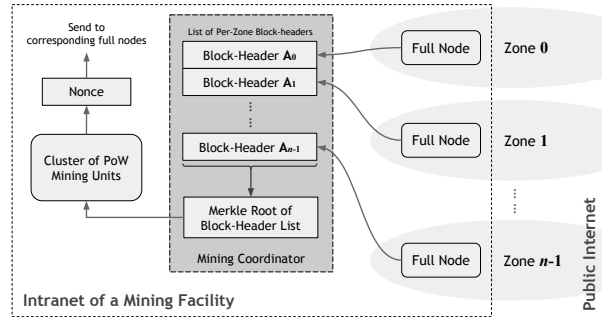 Send to
corresponding full nodes
Nonce
Cluster of PoW
Mining Units
List of Per-Zone Block-headers
Block-Header A0
Block-Header A1
Block-Header An-1
Merkle Root of
Block-Header List
Mining Coordinator
Full Node
Zone 0
Full Node
Zone 1
Full Node
Zone n-1
Intranet of a Mining Facility
Public Internet